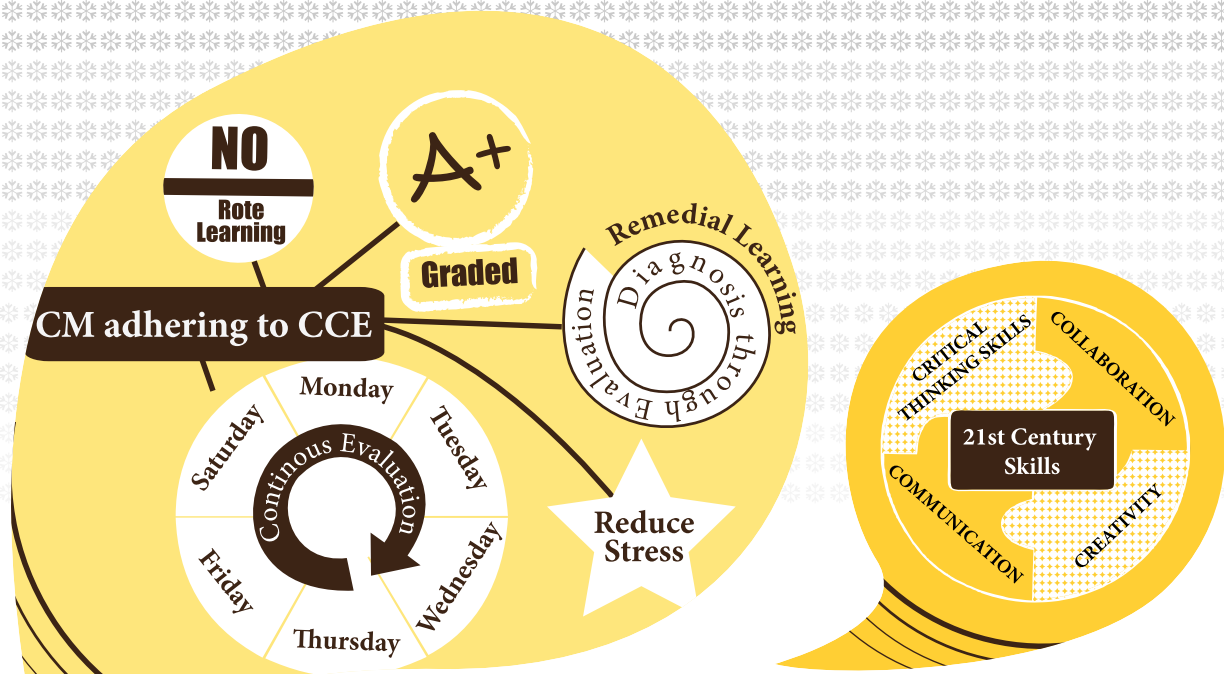 NO
Rote
Learning
A+
Graded
Remedial Learning
Diagnosis through Evaluation
CM adhering to CCE
Monday
Tuesday
Wednesday
Thursday
Friday
Saturday
Continous Evaluation
Reduce
Stress
CRITICAL
THINKING SKILLS
COLLABORATION
21st Century
Skills
COMMUNICATION
CREATIVITY